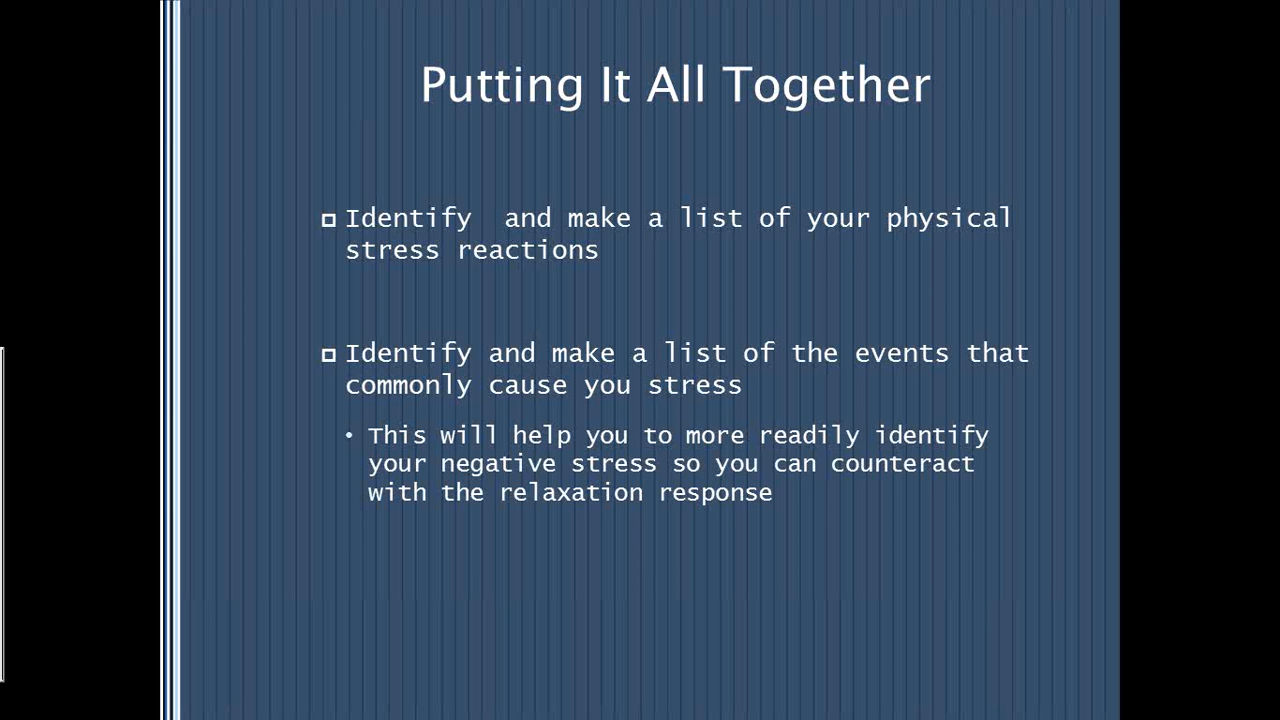 Putting It All Together
Identify  and make a list of your physical
stress reactions
Identify and make a list of the events that
commonly cause you stress
• This will help you to more readily identify
your negative stress so you can counteract
with the relaxation response